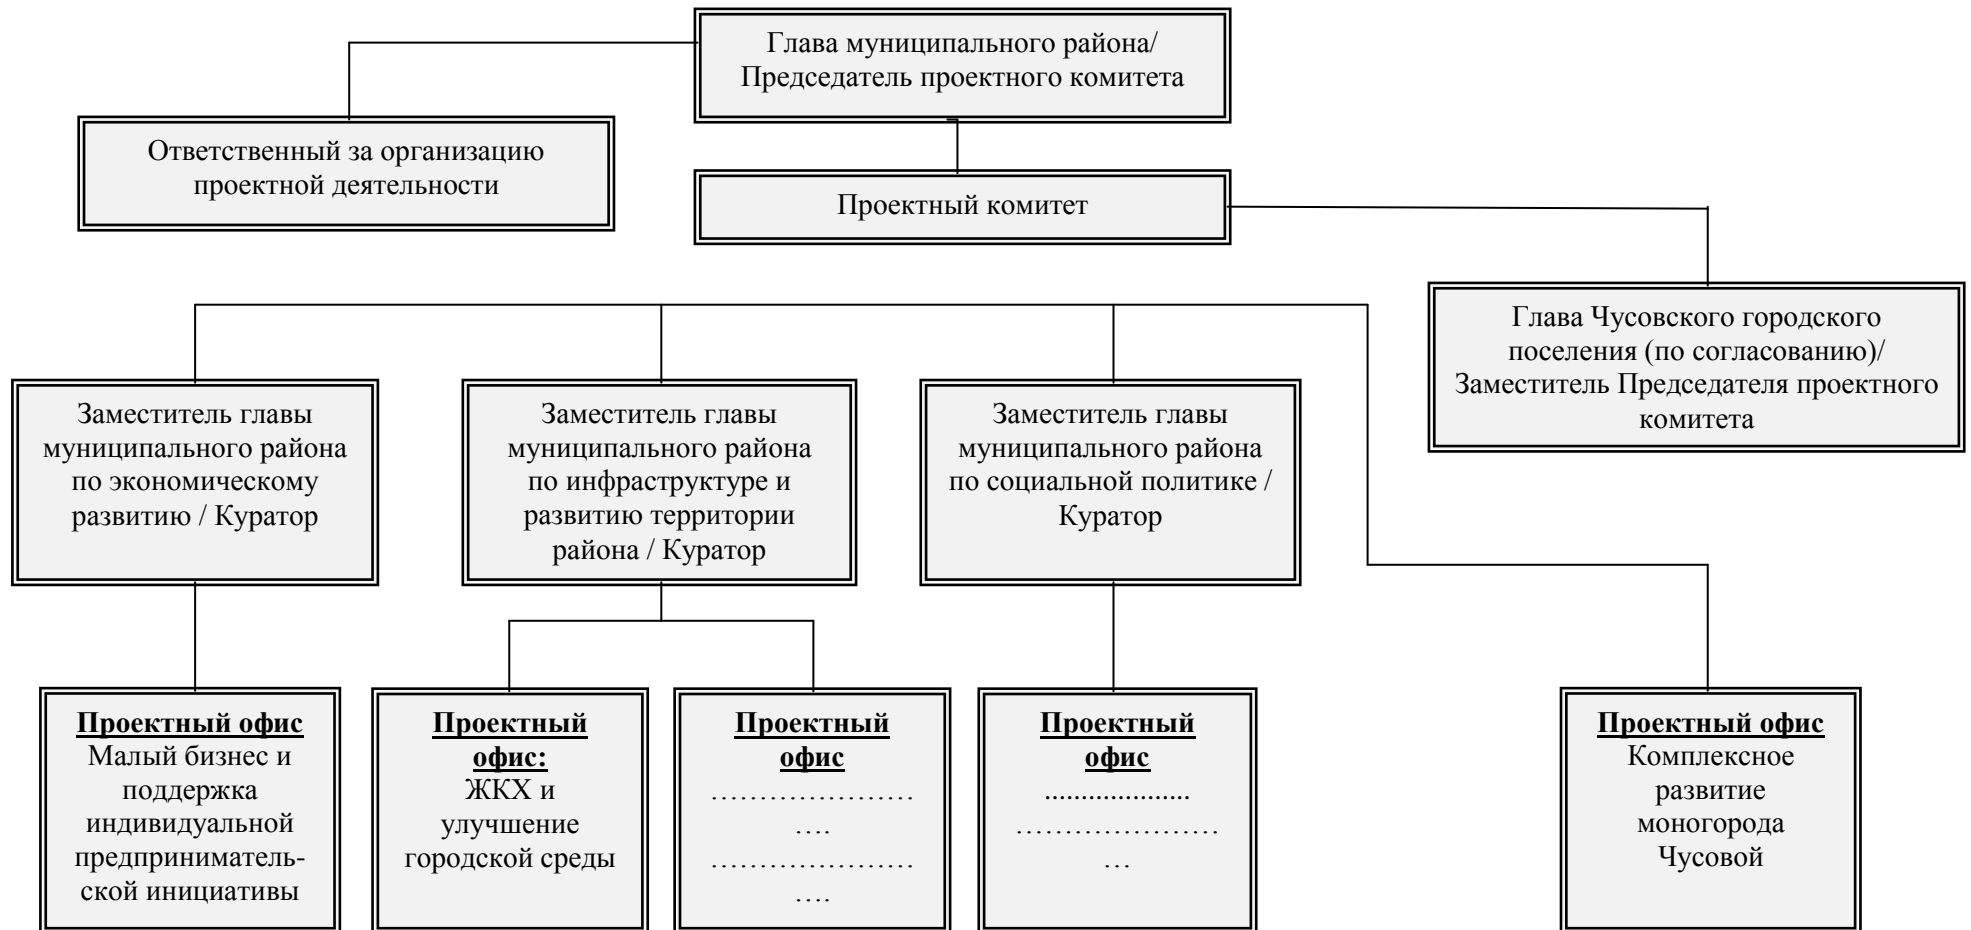 Глава муниципального района/
Председатель проектного комитета
Ответственный за организацию
проектной деятельности
Проектный комитет
Глава Чусовского городского
поселения (по согласованию)/
Заместитель Председателя проектного
комитета
Заместитель главы
муниципального района
по экономическому
развитию / Куратор
Заместитель главы
муниципального района
по инфраструктуре и
развитию территории
района / Куратор
Заместитель главы
муниципального района
по социальной политике /
Куратор
Проектный офис
Малый бизнес и
поддержка
индивидуальной
предприниматель-
ской инициативы
Проектный
офис:
ЖКХ и
улучшение
городской среды
Проектный
офис
…………………
….
…………………
….
Проектный
офис
....................
…………………
…
Проектный офис
Комплексное
развитие
моногорода
Чусовой